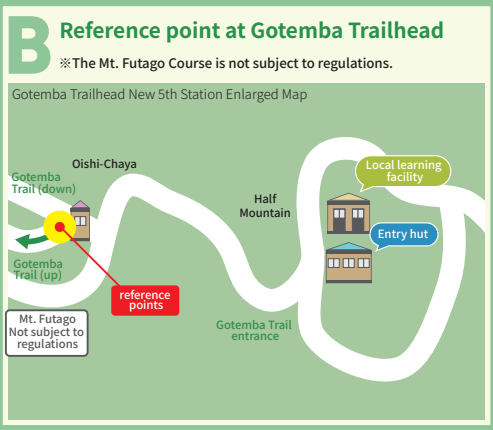 B
Reference point at Gotemba Trailhead
※The Mt. Futago Course is not subject to regulations.
Gotemba Trailhead New 5th Station Enlarged Map
Oishi-Chaya
Local learning
facility
Gotemba
Trail (down)
Half
Mountain
Entry hut
Gotemba
Trail (up)
reference
points
Mt. Futago
Not subject to
regulations
Gotemba Trail
entrance